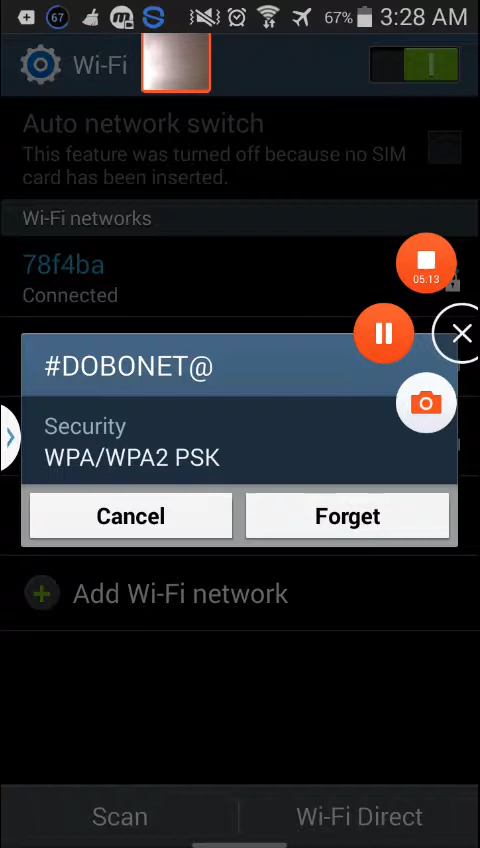 67
67%
3:28 AM
Wi-Fi
Auto network switch
This feature was turned off because no SIM
card has been inserted.
Wi-Fi networks
78f4ba
Connected
05:13
#DOBONET@
Security
WPA/WPA2 PSK
Cancel
Forget
Add Wi-Fi network
Scan
Wi-Fi Direct